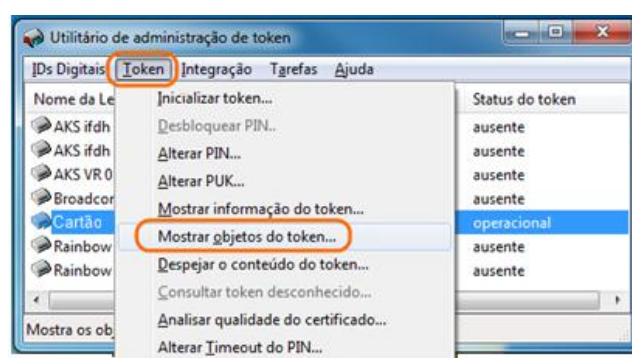 Utilitário de administração de token
IDs Digitais Token Integração Tarefas Ajuda
Nome da Le Status do token
AKS ifdh ausente
AKS ifdh ausente
AKS VR 0 ausente
Broadcor ausente
Cartão operacional
Rainbow ausente
Rainbow ausente
Mostra os ob
Inicializar token...
Desbloquear PIN..
Alterar PIN...
Alterar PUK...
Mostrar informação do token...
Mostrar objetos do token...
Despejar o conteúdo do token...
Consultar token desconhecido...
Analisar qualidade do certificado...
Alterar Timeout do PIN...